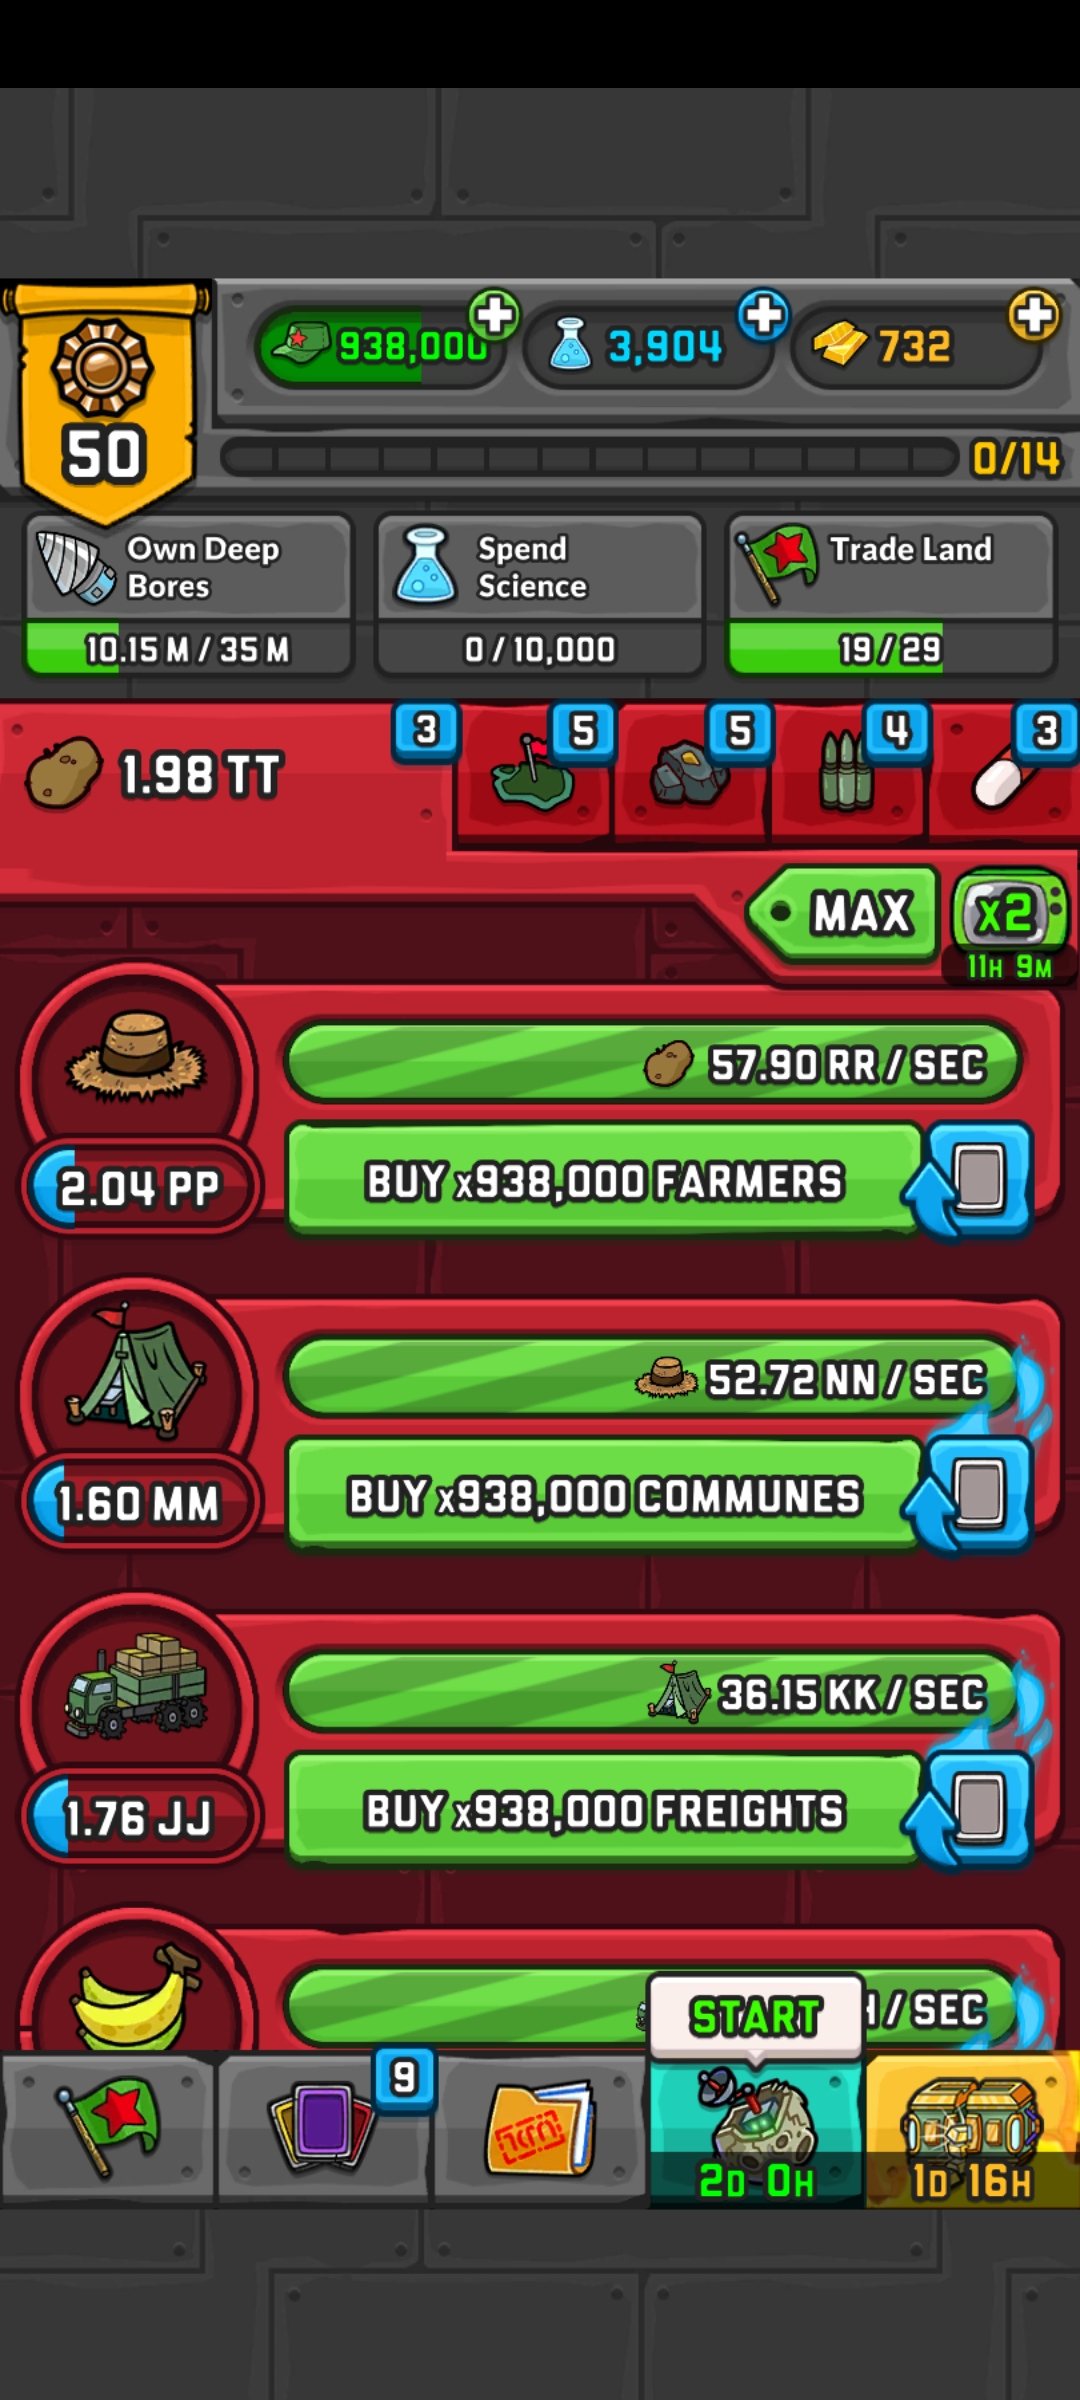 938,000
3,904
732
50
0/14
Own Deep
Bores
10.15 M / 35 M
Spend
Science
0 / 10,000
Trade Land
19 / 29
1.98 TT
3
5
5
4
3
MAX
x2
11H 9M
57.90 RR / SEC
2.04 PP
BUY x938,000 FARMERS
52.72 NN / SEC
1.60 MM
BUY x938,000 COMMUNES
36.15 KK / SEC
1.76 JJ
BUY x938,000 FREIGHTS
/ SEC
START
9
2D 0H
1D 16H